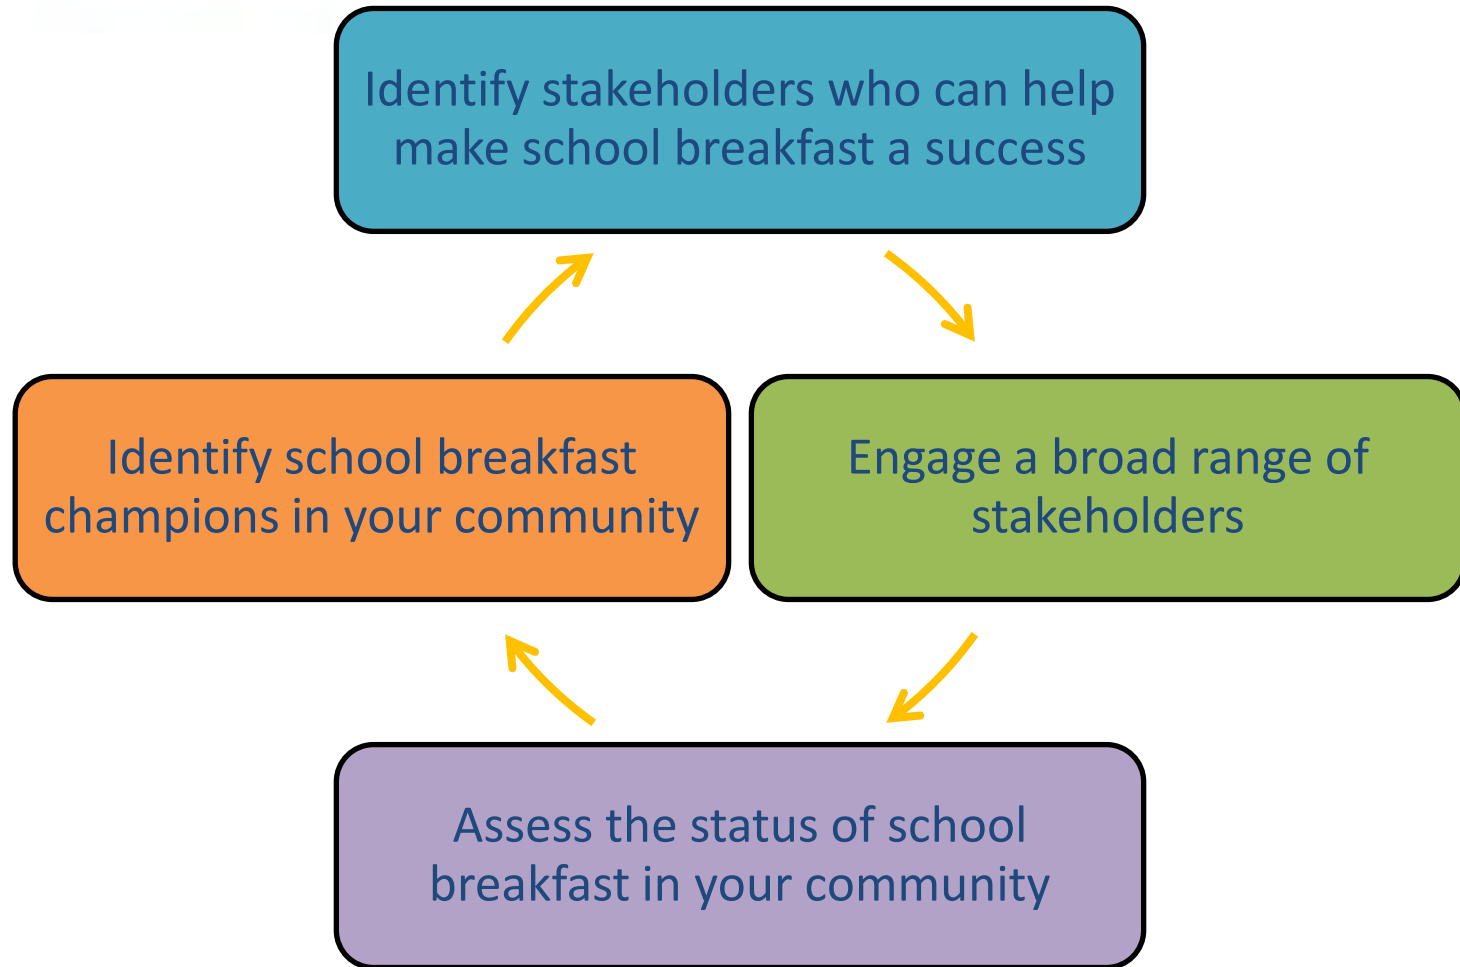 Identify stakeholders who can help
make school breakfast a success
Identify school breakfast
champions in your community
Engage a broad range of
stakeholders
Assess the status of school
breakfast in your community